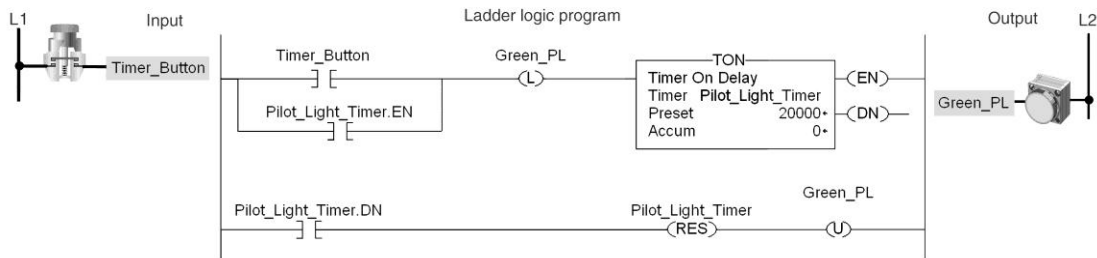 L1
Input
Ladder logic program
Output
L2
Timer_Button
Timer_Button
Green_PL
L
TON
Timer On Delay
Timer Pilot_Light_Timer
Preset 20000
Accum 0
EN
DN
Pilot_Light_Timer.EN
Green_PL
Pilot_Light_Timer.DN
Pilot_Light_Timer
RES
Green_PL
U